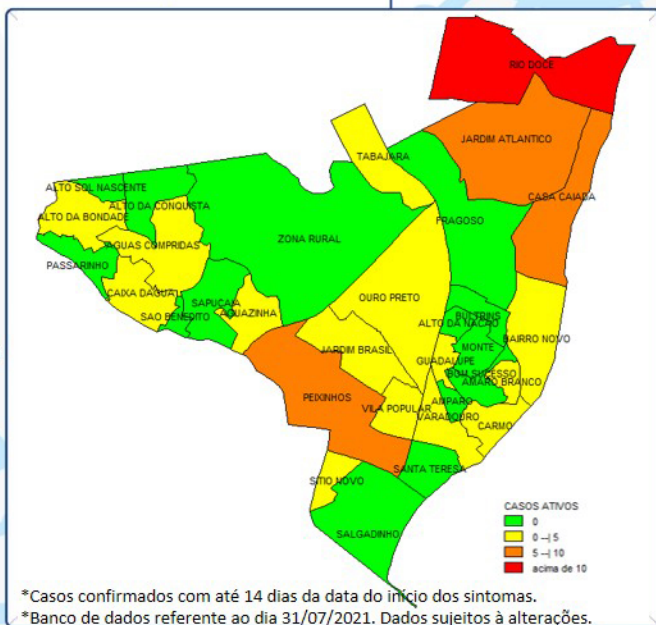 RIO DOCE
JARDIM ATLANTICO
TABAJARA
ALTO SOL NASCENTE
CASA CAIADA
ALTO DA CONQUISTA
ALTO DA BONDADE
FRAGOSO
ZONA RURAL
AGUAS COMPRIDAS
PASSARINHO
CAIXA DAGUA
OURO PRETO
SAPUCAIA
AGUAZINHA
SAO BENEDITO
BULTRINS
ALTO DA NACAO
BAIRRO NOVO
JARDIM BRASIL
MONTE
GUADALUPE
BOM SUCESSO
AMARO BRANCO
PEIXINHOS
AMPARO
VILA POPULAR
VARADOURO
CARMO
SANTA TERESA
SITIO NOVO
SALGADINHO
CASOS ATIVOS
0
0 --| 5
5 --| 10
acima de 10
*Casos confirmados com até 14 dias da data do início dos sintomas.
*Banco de dados referente ao dia 31/07/2021. Dados sujeitos à alterações.